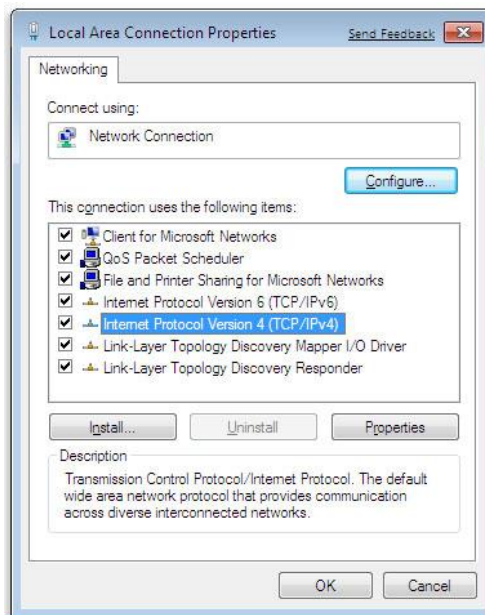 Local Area Connection Properties
Send Feedback
Networking
Connect using:
Network Connection
Configure...
This connection uses the following items:
Client for Microsoft Networks
QoS Packet Scheduler
File and Printer Sharing for Microsoft Networks
Internet Protocol Version 6 (TCP/IPv6)
Internet Protocol Version 4 (TCP/IPv4)
Link-Layer Topology Discovery Mapper I/O Driver
Link-Layer Topology Discovery Responder
Install...
Uninstall
Properties
Description
Transmission Control Protocol/Internet Protocol. The default
wide area network protocol that provides communication
across diverse interconnected networks.
OK
Cancel